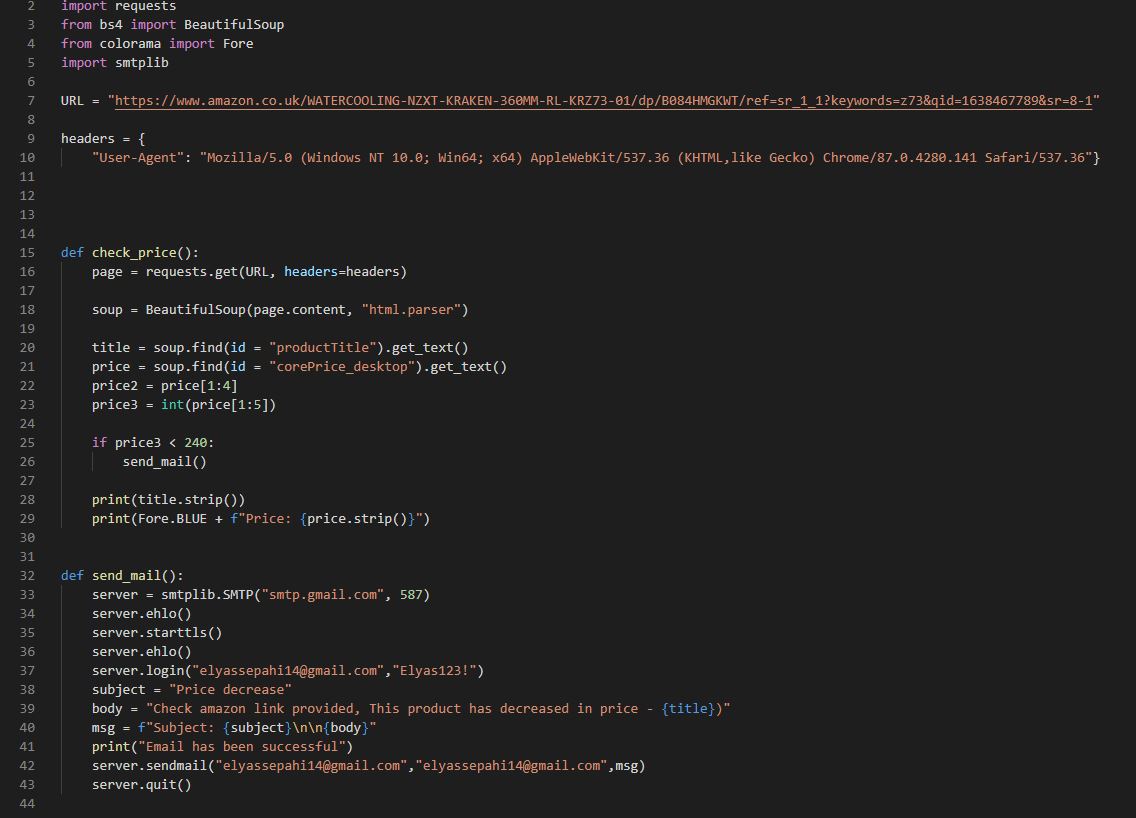 2 import requests
3 from bs4 import BeautifulSoup
4 from colorama import Fore
5 import smtplib
6
7 URL = "https://www.amazon.co.uk/WATERCOOLING-NZXT-KRAKEN-360MM-RL-KRZ73-01/dp/B084HMGKWT/ref=sr_1_1?keywords=z73&qid=1638467789&sr=8-1"
8
9 headers = {
10     "User-Agent": "Mozilla/5.0 (Windows NT 10.0; Win64; x64) AppleWebKit/537.36 (KHTML,like Gecko) Chrome/87.0.4280.141 Safari/537.36"}
11
12
13
14
15 def check_price():
16     page = requests.get(URL, headers=headers)
17
18     soup = BeautifulSoup(page.content, "html.parser")
19
20     title = soup.find(id = "productTitle").get_text()
21     price = soup.find(id = "corePrice_desktop").get_text()
22     price2 = price[1:4]
23     price3 = int(price[1:5])
24
25     if price3 < 240:
26         send_mail()
27
28     print(title.strip())
29     print(Fore.BLUE + f"Price: {price.strip()}")
30
31
32 def send_mail():
33     server = smtplib.SMTP("smtp.gmail.com", 587)
34     server.ehlo()
35     server.starttls()
36     server.ehlo()
37     server.login("elyassepahi14@gmail.com","Elyas123!")
38     subject = "Price decrease"
39     body = "Check amazon link provided, This product has decreased in price - {title})"
40     msg = f"Subject: {subject}\n\n{body}"
41     print("Email has been successful")
42     server.sendmail("elyassepahi14@gmail.com","elyassepahi14@gmail.com",msg)
43     server.quit()
44